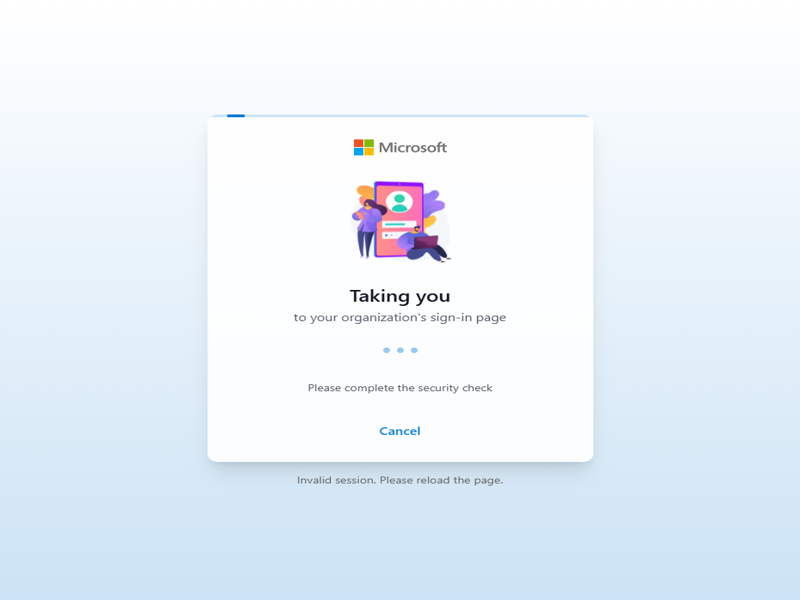 Microsoft
Taking you
to your organization's sign-in page
Please complete the security check
Cancel
Invalid session. Please reload the page.